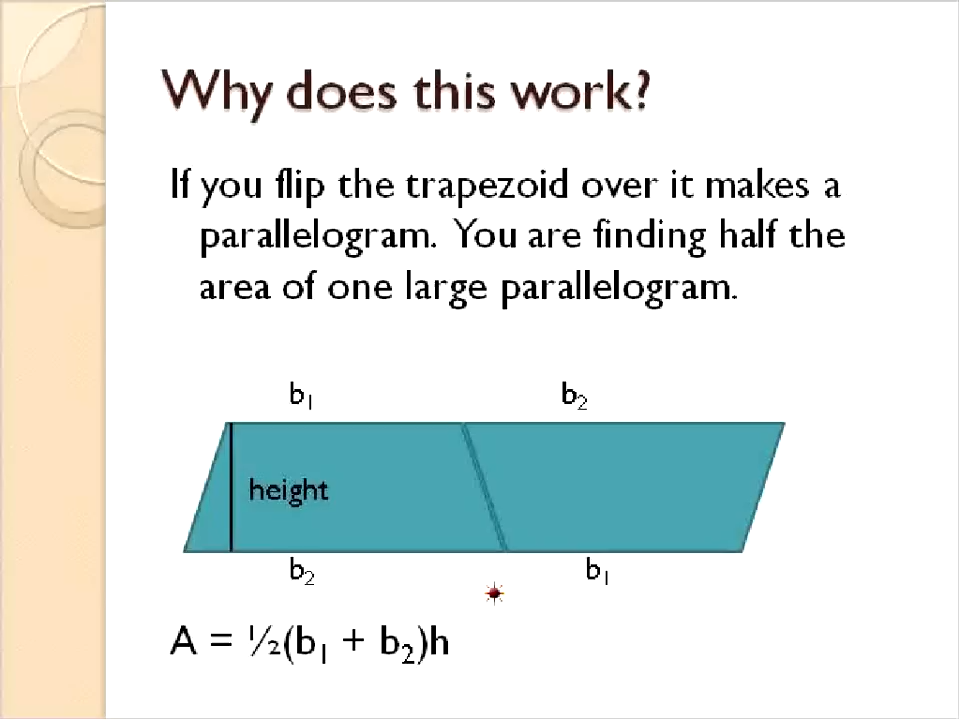 Why does this work?
If you flip the trapezoid over it makes a
parallelogram. You are finding half the
area of one large parallelogram.
b₁ b₂
height
b₂ b₁
A = ½(b₁ + b₂)h